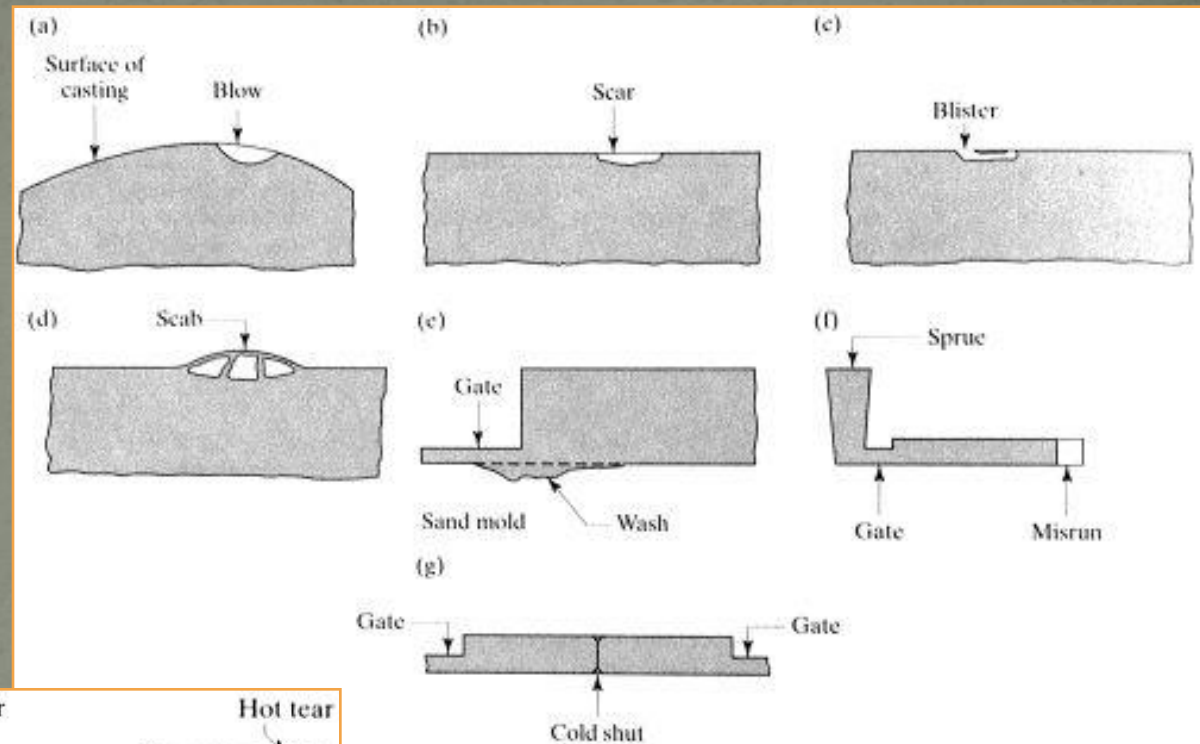 (a)
Surface of
casting
Blow
(b)
Scar
(c)
Blister
(d)
Scab
(e)
Gate
Sand mold
Wash
(f)
Sprue
Gate
Misrun
(g)
Gate
Gate
Cold shut
Hot tear